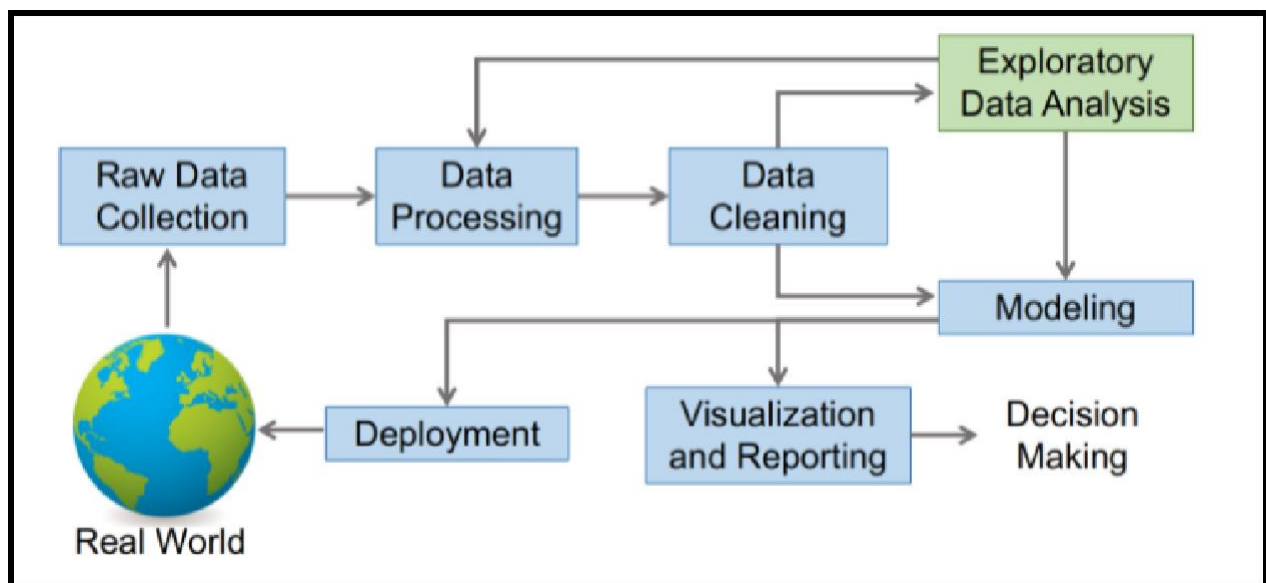 Exploratory
Data Analysis
Raw Data
Collection
Data
Processing
Data
Cleaning
Modeling
Deployment
Visualization
and Reporting
Decision
Making
Real World